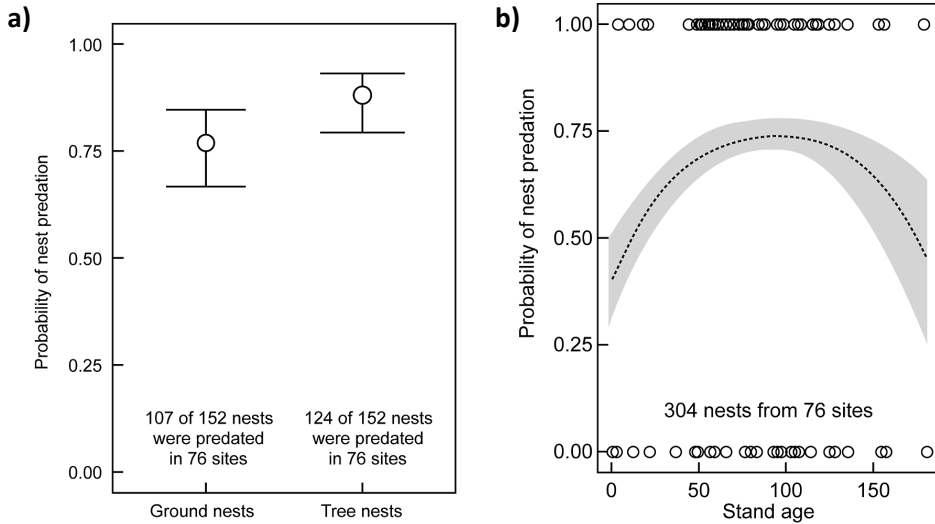 a)
Probability of nest predation
1.00
0.75
0.50
0.25
0.00
107 of 152 nests
were predated
in 76 sites
124 of 152 nests
were predated
in 76 sites
Ground nests
Tree nests
b)
Probability of nest predation
1.00
0.75
0.50
0.25
0.00
304 nests from 76 sites
0
50
100
150
Stand age